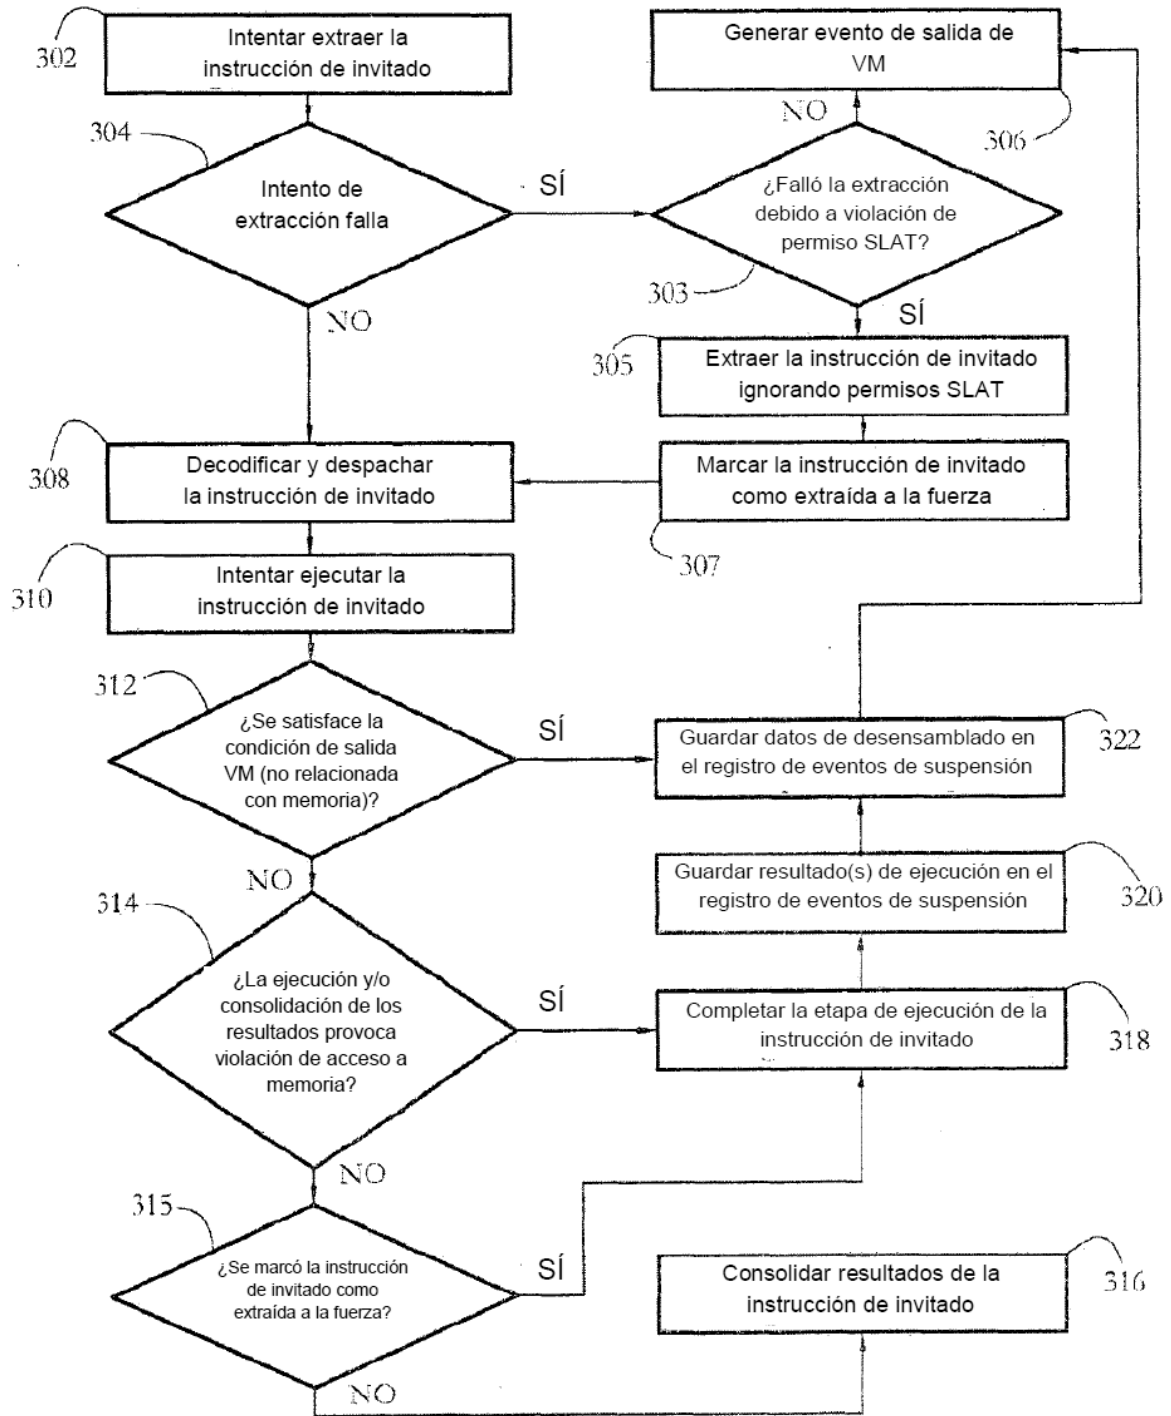 302
Intentar extraer la
instrucción de invitado
Generar evento de salida de
VM
306
304
Intento de
extracción falla
SÍ
NO
NO
¿Falló la extracción
debido a violación de
permiso SLAT?
303
SÍ
305
Extraer la instrucción de invitado
ignorando permisos SLAT
308
Decodificar y despachar
la instrucción de invitado
Marcar la instrucción de invitado
como extraída a la fuerza
307
310
Intentar ejecutar la
instrucción de invitado
312
¿Se satisface la
condición de salida
VM (no relacionada
con memoria)?
SÍ
NO
Guardar datos de desensamblado en
el registro de eventos de suspensión
322
Guardar resultado(s) de ejecución en el
registro de eventos de suspensión
320
314
¿La ejecución y/o
consolidación de los
resultados provoca
violación de acceso a
memoria?
SÍ
NO
Completar la etapa de ejecución de la
instrucción de invitado
318
315
¿Se marcó la instrucción
de invitado como
extraída a la fuerza?
SÍ
NO
Consolidar resultados de la
instrucción de invitado
316